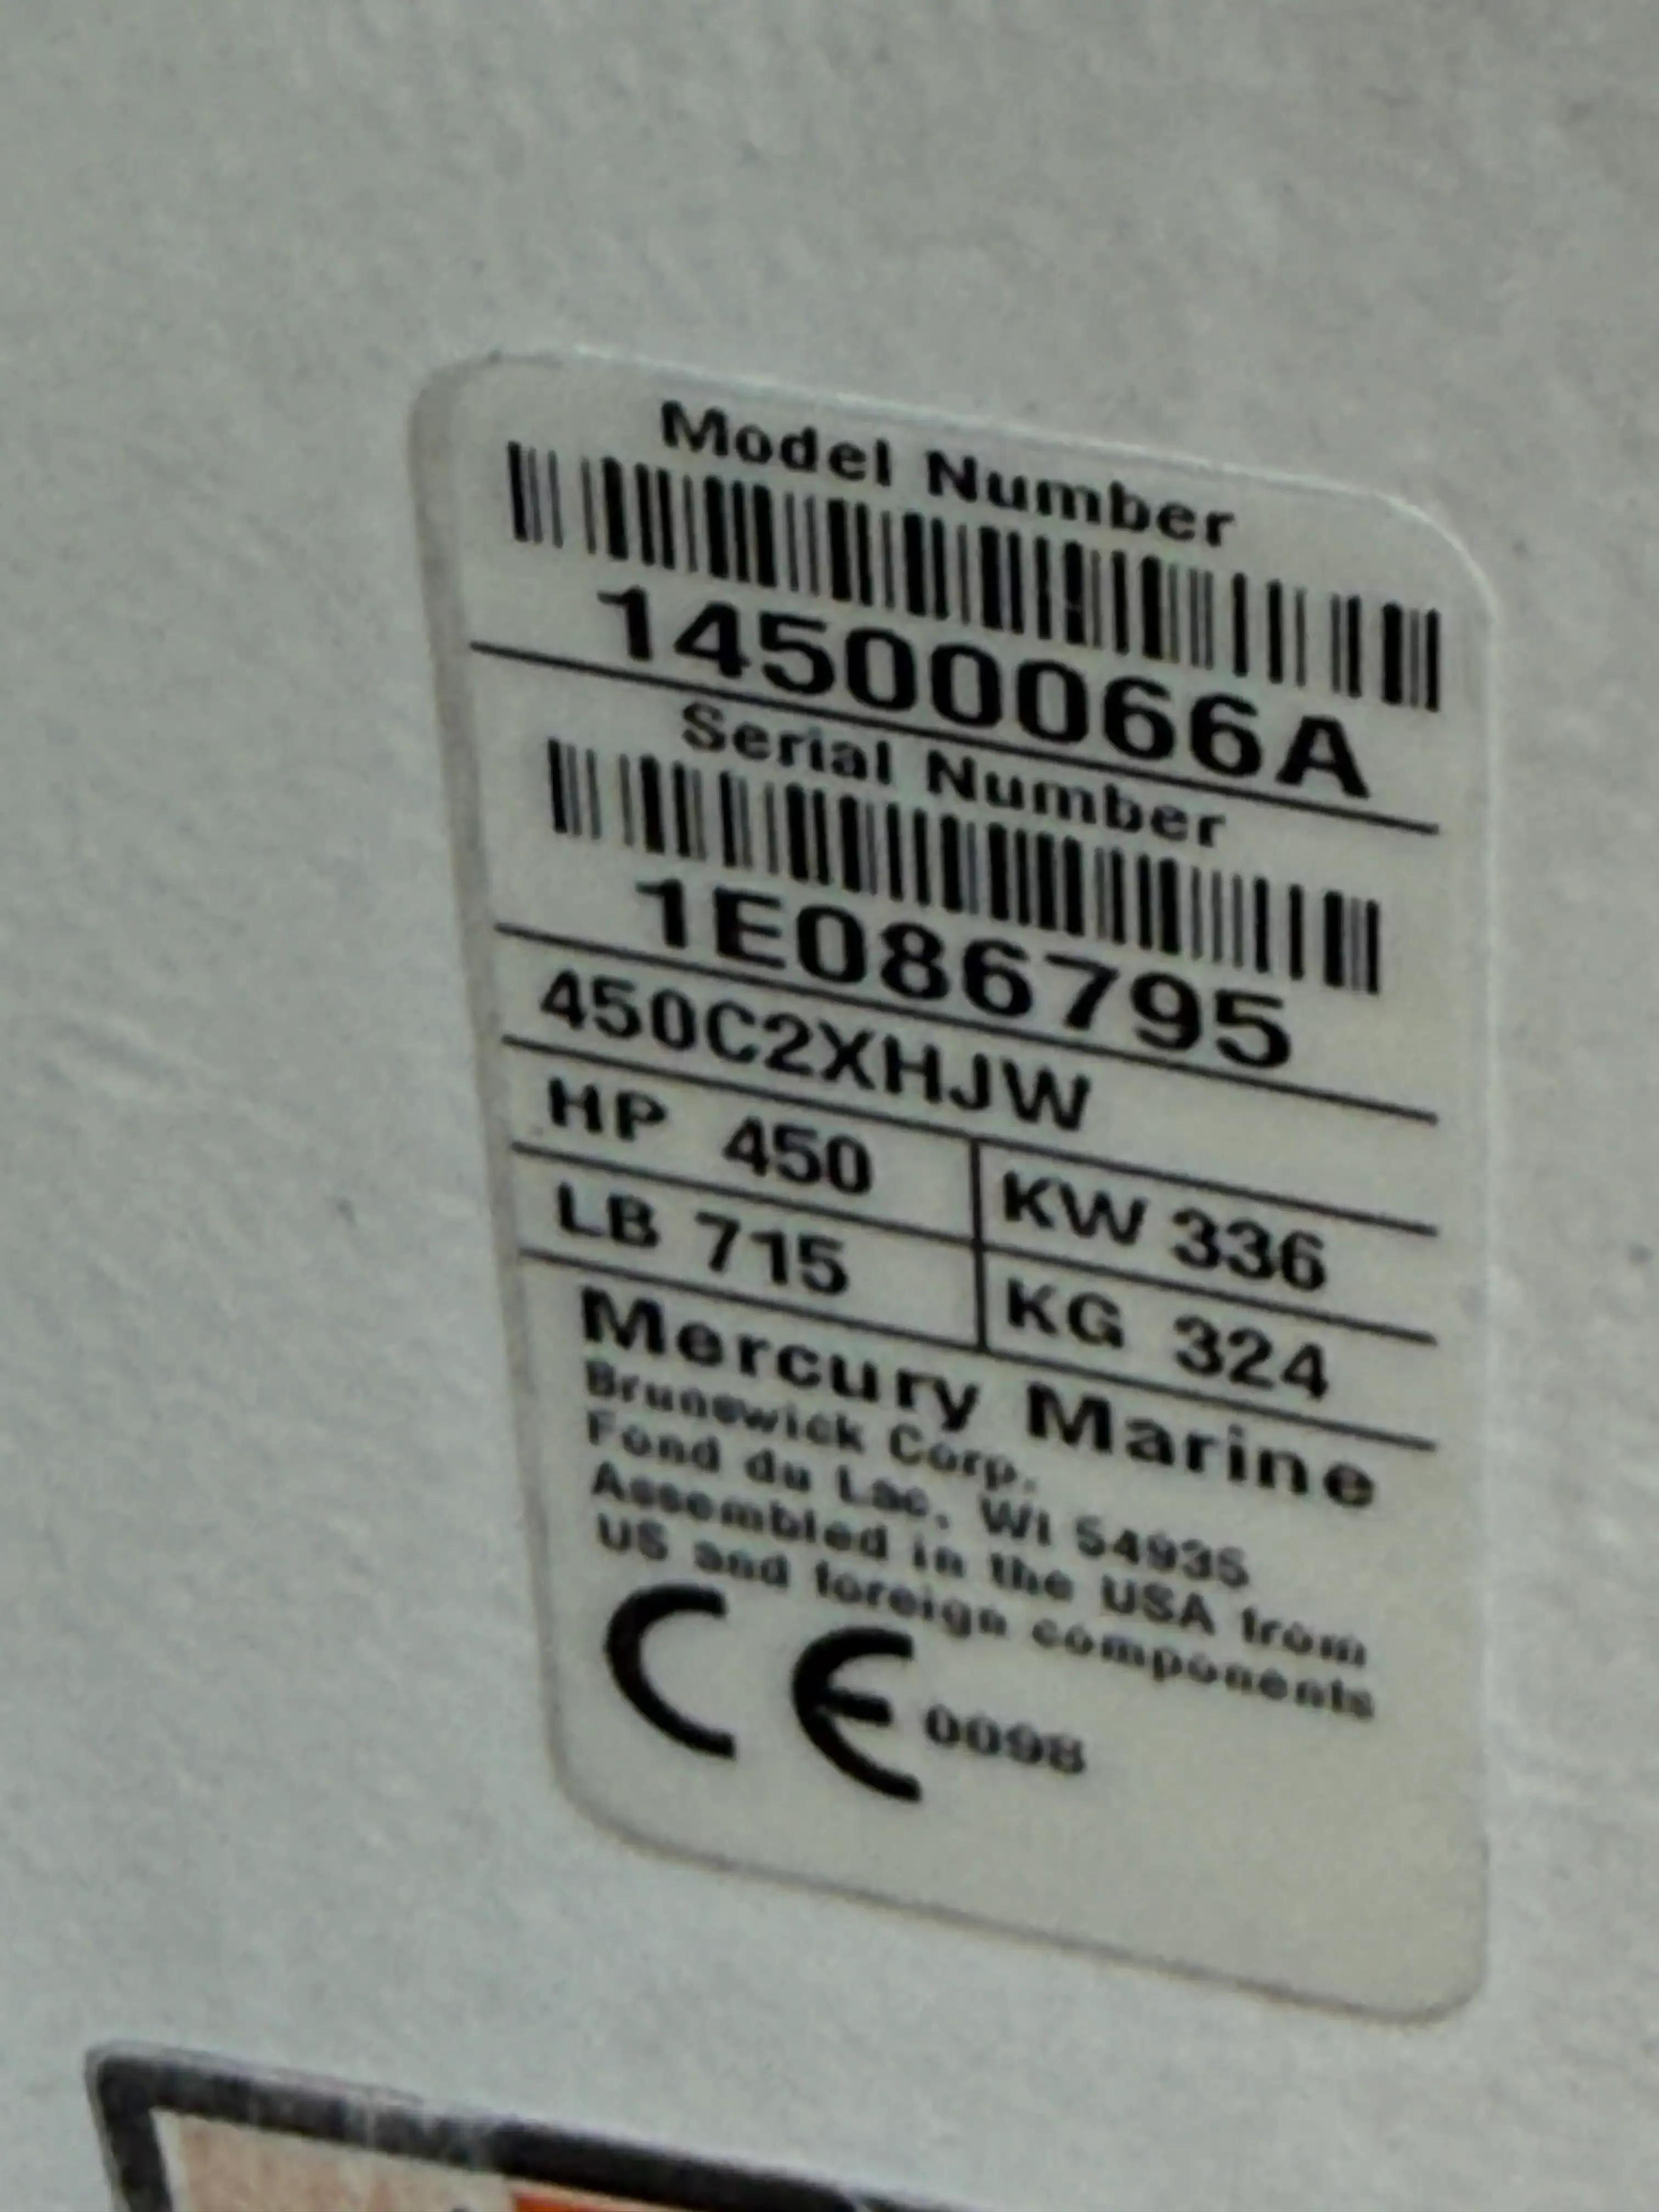 Model Number
14500066A
Serial Number
1E086795
450C2XHJW
HP 450 KW 336
LB 715 KG 324
Mercury Marine
Brunswick Corp.
Fond du Lac, WI 54935
Assembled in the USA from
US and foreign components
CE 0098